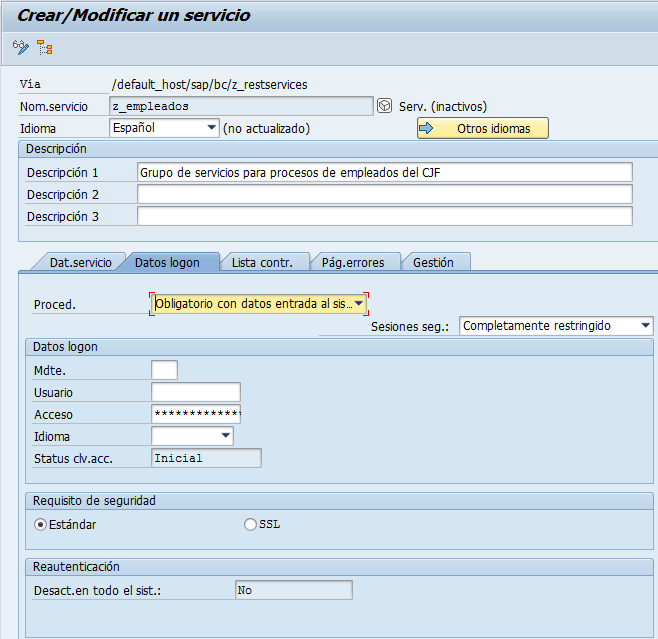 Crear/Modificar un servicio
Vía /default_host/sap/bc/z_restservices
Nom.servicio z_empleados Serv. (inactivos)
Idioma Español (no actualizado) Otros idiomas
Descripción
Descripción 1 Grupo de servicios para procesos de empleados del CJF
Descripción 2
Descripción 3
Dat.servicio Datos logon Lista contr. Pág.errores Gestión
Proced. Obligatorio con datos entrada al sis...
Sesiones seg.: Completamente restringido
Datos logon
Mdte.
Usuario
Acceso *************
Idioma
Status clv.acc. Inicial
Requisito de seguridad
Estándar SSL
Reautenticación
Desact.en todo el sist.: No